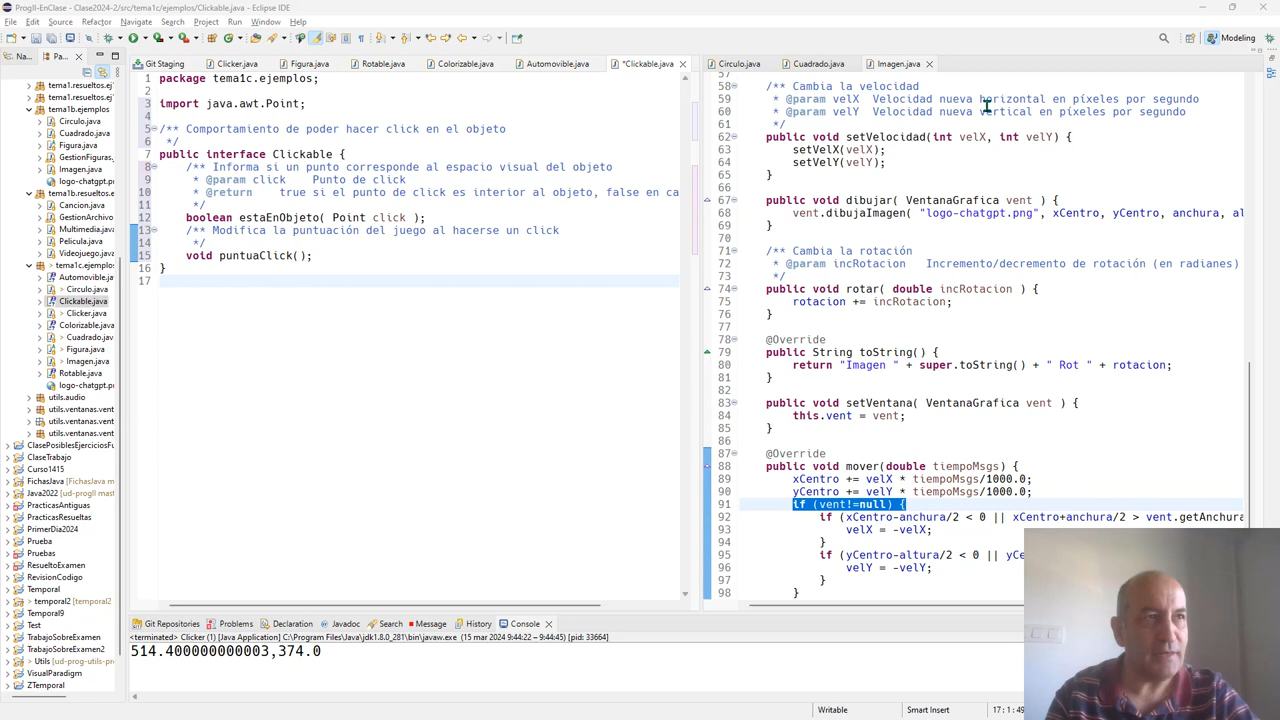 ProgII-EnClase - Clase2024-2/src/tema1c/ejemplos/Clickable.java - Eclipse IDE
File Edit Source Refactor Navigate Search Project Run Window Help
Modeling
Na... Pa...
tema1.resueltos.ej
tema1.resueltos.ej
tema1b.ejemplos
Circulo.java
Cuadrado.java
Figura.java
GestionFiguras.
Imagen.java
logo-chatgpt.pn
tema1b.resueltos.e
Cancion.java
GestionArchivo
Multimedia.java
Pelicula.java
Videojuego.java
> tema1c.ejemplos
Automovible.ja
> Circulo.java
Clickable.java
> Clicker.java
Colorizable.java
> Cuadrado.java
> Figura.java
> Imagen.java
Rotable.java
logo-chatgpt.pn
utils.audio
utils.ventanas.vent
utils.ventanas.vent
utils.ventanas.vent
ClasePosiblesEjerciciosFu
ClaseTrabajo
Curso1415
FichasJava [FichasJava
Java2022 [ud-progII mast
PracticasAntiguas
PracticasResueltas
PrimerDia2024
Prueba
Pruebas
ResueltoExamen
RevisionCodigo
Temporal
> temporal2 [temporal2
Temporal9
Test
TrabajoSobreExamen
TrabajoSobreExamen2
> Utils [ud-prog-utils-pro
VisualParadigm
ZTemporal
Git Staging Clicker.java Figura.java Rotable.java Colorizable.java Automovible.java *Clickable.java
1 package tema1c.ejemplos;
2
3 import java.awt.Point;
4
5 /** Comportamiento de poder hacer click en el objeto
6 */
7 public interface Clickable {
8 /** Informa si un punto corresponde al espacio visual del objeto
9 * @param click Punto de click
10 * @return true si el punto de click es interior al objeto, false en ca
11 */
12 boolean estaEnObjeto( Point click );
13 /** Modifica la puntuación del juego al hacerse un click
14 */
15 void puntuaClick();
16 }
17
Circulo.java Cuadrado.java Imagen.java
57
58 /** Cambia la velocidad
59 * @param velX Velocidad nueva horizontal en píxeles por segundo
60 * @param velY Velocidad nueva vertical en píxeles por segundo
61 */
62 public void setVelocidad(int velX, int velY) {
63 setVelX(velX);
64 setVelY(velY);
65 }
66
67 public void dibujar( VentanaGrafica vent ) {
68 vent.dibujaImagen( "logo-chatgpt.png", xCentro, yCentro, anchura, al
69 }
70
71 /** Cambia la rotación
72 * @param incRotacion Incremento/decremento de rotación (en radianes)
73 */
74 public void rotar( double incRotacion ) {
75 rotacion += incRotacion;
76 }
77
78 @Override
79 public String toString() {
80 return "Imagen " + super.toString() + " Rot " + rotacion;
81 }
82
83 public void setVentana( VentanaGrafica vent ) {
84 this.vent = vent;
85 }
86
87 @Override
88 public void mover(double tiempoMsgs) {
89 xCentro += velX * tiempoMsgs/1000.0;
90 yCentro += velY * tiempoMsgs/1000.0;
91 if (vent!=null) {
92 if (xCentro-anchura/2 < 0 || xCentro+anchura/2 > vent.getAnchura
93 velX = -velX;
94 }
95 if (yCentro-altura/2 < 0 || yCe
96 velY = -velY;
97 }
98 }
Git Repositories Problems Declaration Javadoc Search Message History Console
<terminated> Clicker (1) [Java Application] C:\Program Files\Java\jdk1.8.0_281\bin\javaw.exe (15 mar 2024 9:44:22 – 9:44:45) [pid: 33664]
514.400000000003,374.0
Writable Smart Insert 17 : 1 : 49